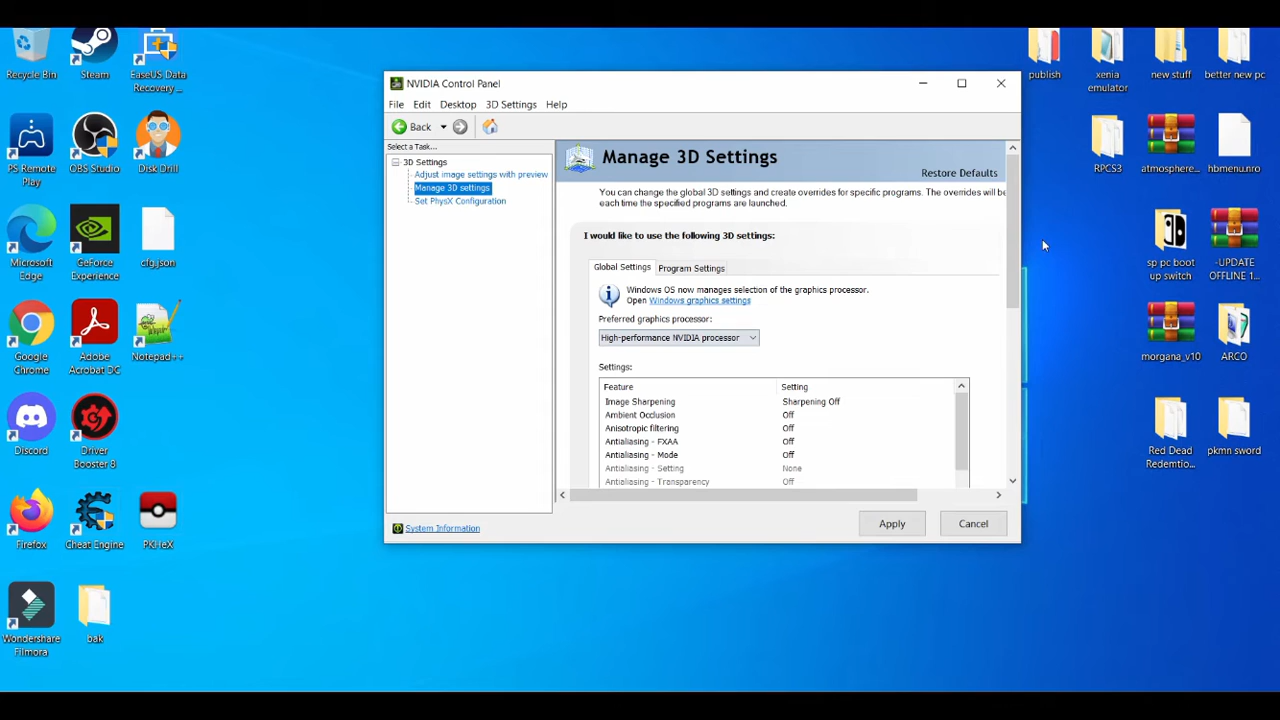 Recycle Bin
Steam
EaseUS Data
Recovery ...
PS Remote
Play
OBS Studio
Disk Drill
Microsoft
Edge
GeForce
Experience
cfg.json
Google
Chrome
Adobe
Acrobat DC
Notepad++
Discord
Driver
Booster 8
Firefox
Cheat Engine
PKHeX
Wondershare
Filmora
bak
NVIDIA Control Panel
File Edit Desktop 3D Settings Help
Back
Select a Task...
3D Settings
Adjust image settings with preview
Manage 3D settings
Set PhysX Configuration
System Information
Manage 3D Settings
Restore Defaults
You can change the global 3D settings and create overrides for specific programs. The overrides will be
each time the specified programs are launched.
I would like to use the following 3D settings:
Global Settings Program Settings
Windows OS now manages selection of the graphics processor.
Open Windows graphics settings
Preferred graphics processor:
High-performance NVIDIA processor
Settings:
Feature Setting
Image Sharpening Sharpening Off
Ambient Occlusion Off
Anisotropic filtering Off
Antialiasing - FXAA Off
Antialiasing - Mode Off
Antialiasing - Setting None
Antialiasing - Transparency Off
Apply Cancel
publish
xenia
emulator
new stuff
better new pc
RPCS3
atmosphere...
hbmenu.nro
sp pc boot
up switch
-UPDATE
OFFLINE 1...
morgana_v10
ARCO
Red Dead
Redemtio...
pkmn sword